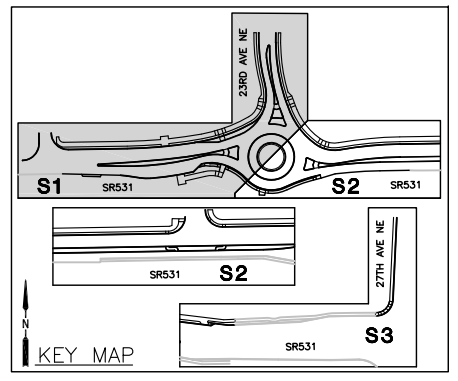 23RD AVE NE
S1
SR531
S2
SR531
SR531
S2
27TH AVE NE
S3
SR531
N
KEY MAP